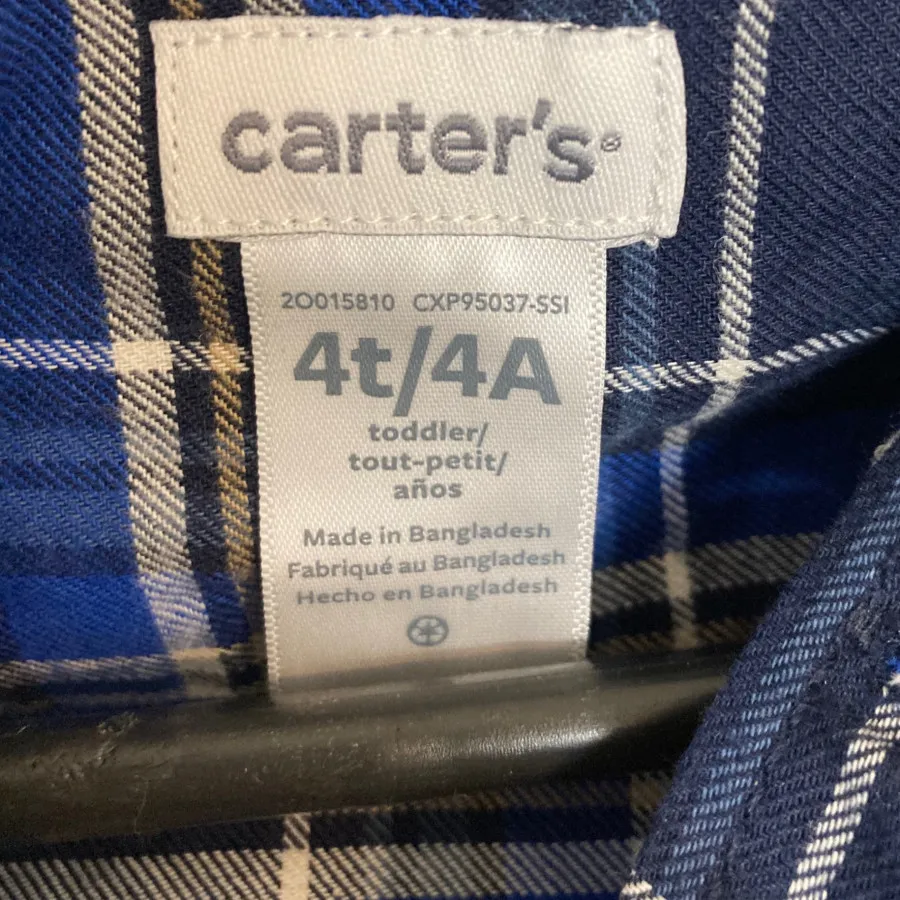 carter's®
20015810 CXP95037-SSI
4t/4A
toddler/
tout-petit/
años
Made in Bangladesh
Fabriqué au Bangladesh
Hecho en Bangladesh